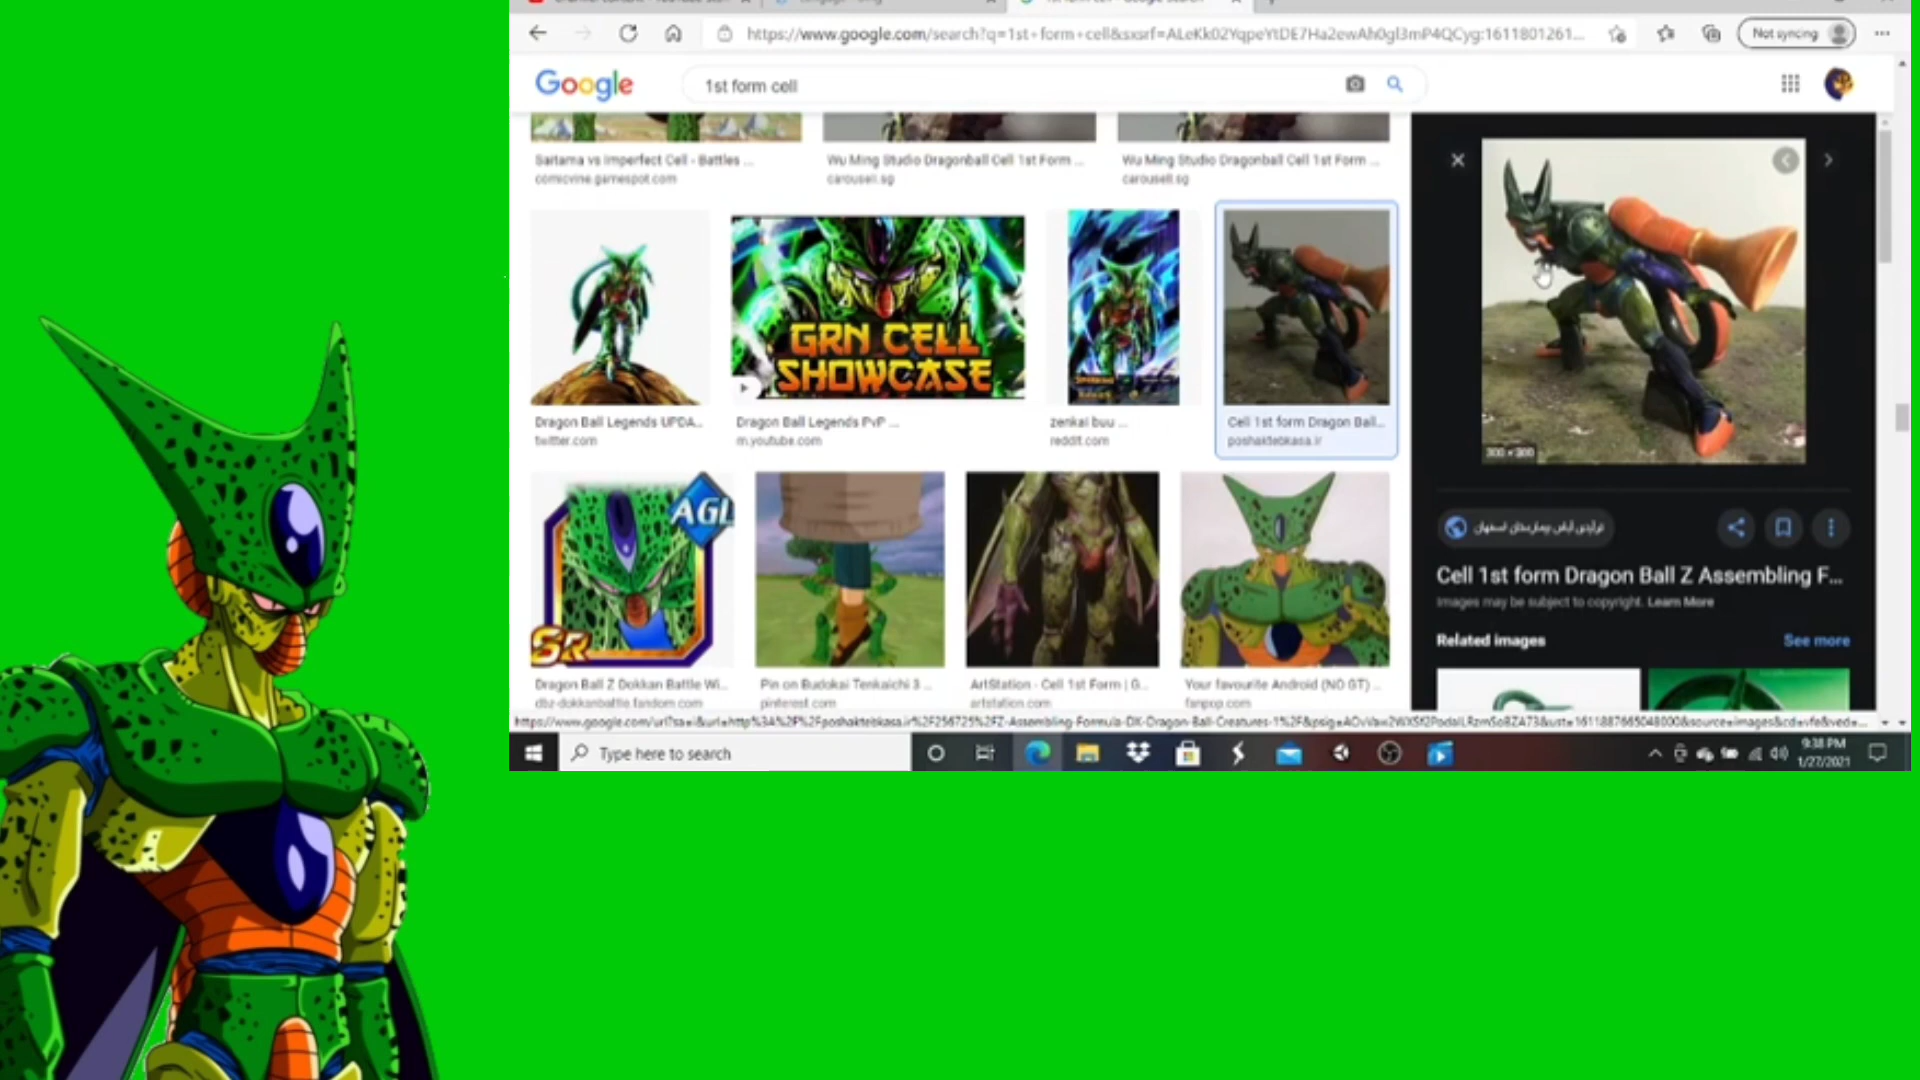 https://www.google.com/search?q=1st+form+cell&sxsrf=ALeKk02YqpeYtDE7Ha2ewAh0gl3mP4QCyg:1611801261...
Not syncing
Google
1st form cell
Saitama vs Imperfect Cell - Battles ...
comicvine.gamespot.com
Wu Ming Studio Dragonball Cell 1st Form ...
carousell.sg
Wu Ming Studio Dragonball Cell 1st Form ...
carousell.sg
GRN CELL
SHOWCASE
Dragon Ball Legends UPDA...
twitter.com
Dragon Ball Legends PvP ...
m.youtube.com
zenkai buu ...
reddit.com
Cell 1st form Dragon Ball...
poshaktebkasa.ir
300 × 300
AGL
SR
Cell 1st form Dragon Ball Z Assembling F...
Images may be subject to copyright. Learn More
Related images
See more
Dragon Ball Z Dokkan Battle Wi...
dbz-dokkanbattle.fandom.com
Pin on Budokai Tenkaichi 3 ...
pinterest.com
ArtStation - Cell 1st Form | G...
artstation.com
Your favourite Android (NO GT) ...
fanpop.com
Type here to search
9:38 PM
1/27/2021